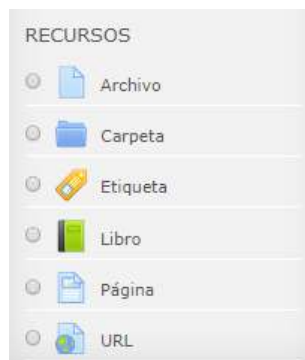 RECURSOS
Archivo
Carpeta
Etiqueta
Libro
Página
URL